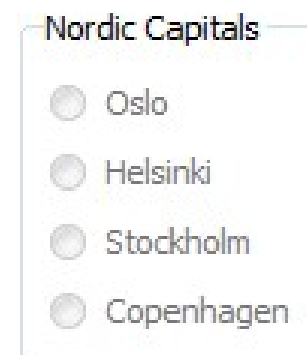 Nordic Capitals
Oslo
Helsinki
Stockholm
Copenhagen